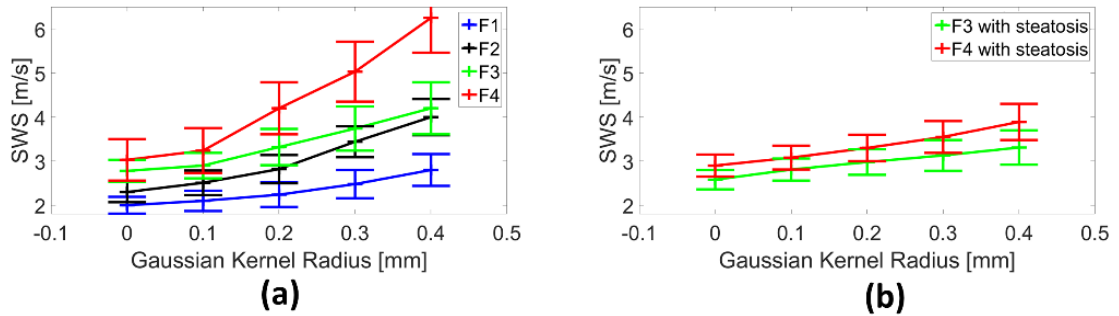 6
5
4
3
2
SWS [m/s]
F1
F2
F3
F4
-0.1 0 0.1 0.2 0.3 0.4 0.5
Gaussian Kernel Radius [mm]
(a)
6
5
4
3
2
SWS [m/s]
F3 with steatosis
F4 with steatosis
-0.1 0 0.1 0.2 0.3 0.4 0.5
Gaussian Kernel Radius [mm]
(b)